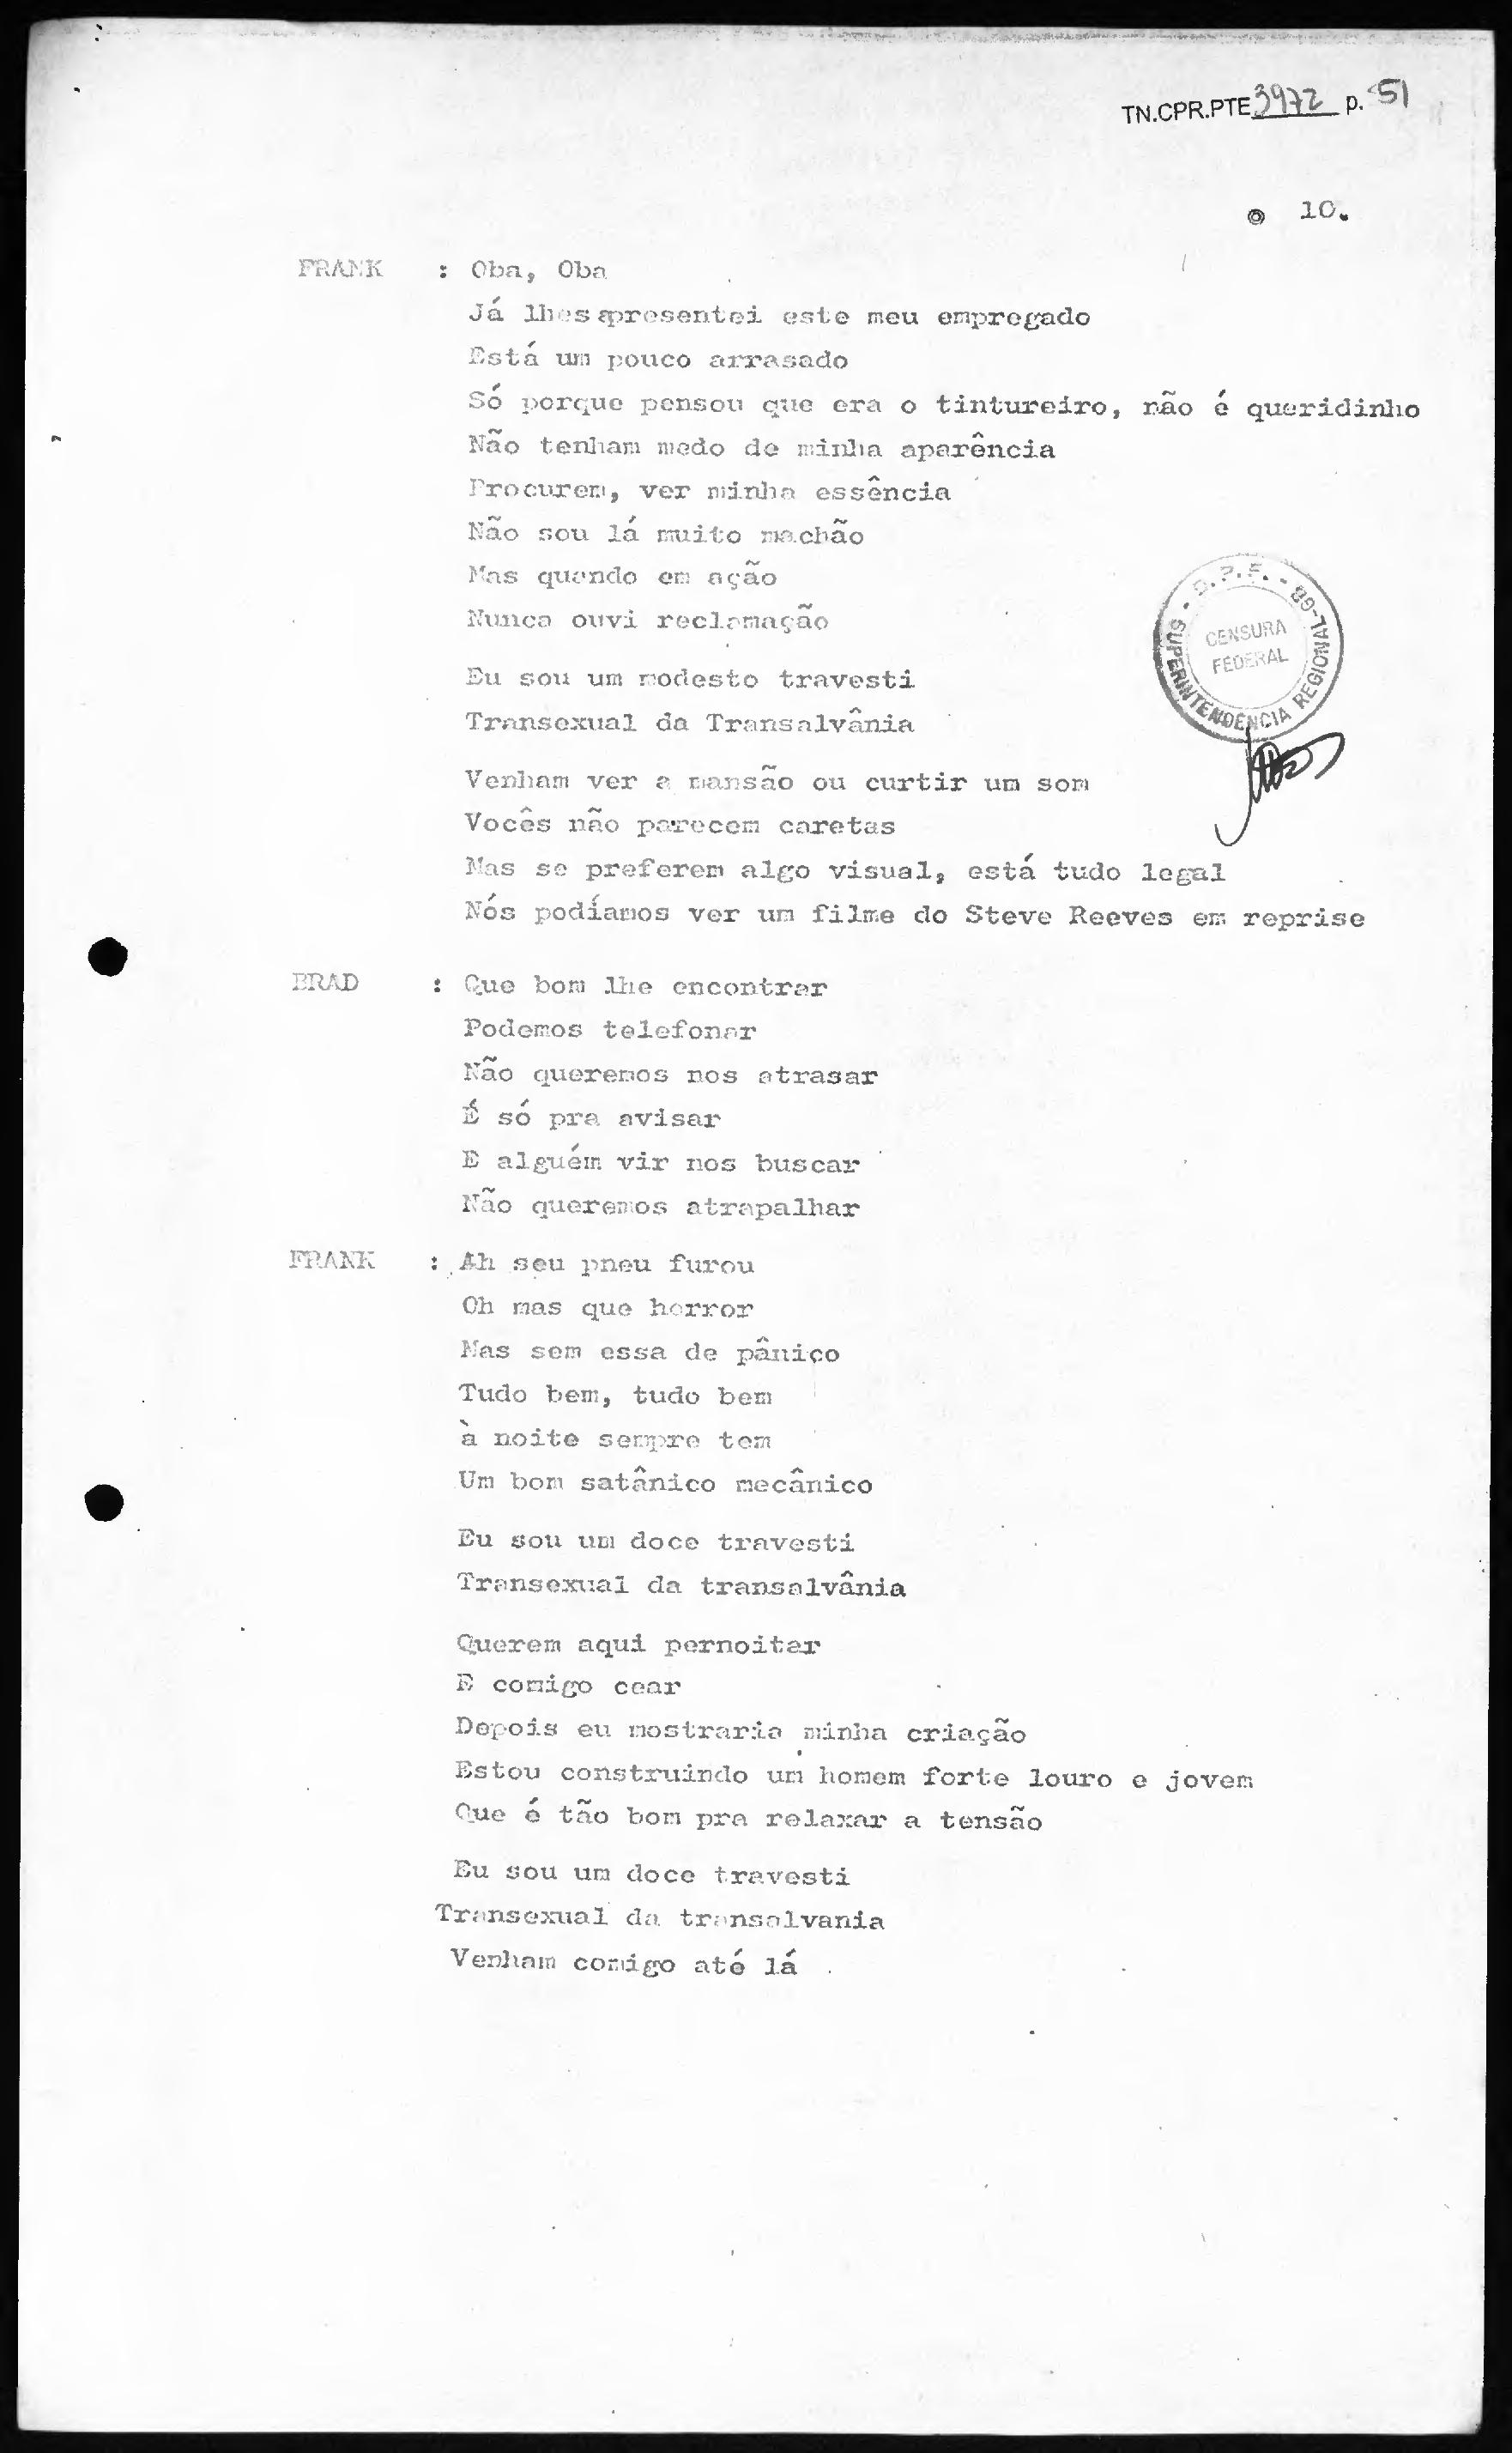 TN.CPR.PTE 3972 p. 51
10.
FRANK : Oba, Oba
Já lhes apresentei este meu empregado
Está um pouco arrasado
Só porque pensou que era o tintureiro, não é queridinho
Não tenham medo de minha aparência
Procurem, ver minha essência
Não sou lá muito machão
Mas quando em ação
Nunca ouvi reclamação
Eu sou um modesto travesti
Transexual da Transalvânia
Venham ver a mansão ou curtir um som
Vocês não parecem caretas
Mas se preferem algo visual, está tudo legal
Nós podíamos ver um filme do Steve Reeves em reprise
D.P.F. - SUPERINTENDÊNCIA REGIONAL-GB
CENSURA
FEDERAL
BRAD : Que bom lhe encontrar
Podemos telefonar
Não queremos nos atrasar
É só pra avisar
E alguém vir nos buscar
Não queremos atrapalhar
FRANK : Ah seu pneu furou
Oh mas que horror
Mas sem essa de pânico
Tudo bem, tudo bem
à noite sempre tem
Um bom satânico mecânico
Eu sou um doce travesti
Transexual da transalvânia
Querem aqui pernoitar
E comigo cear
Depois eu mostraria minha criação
Estou construindo um homem forte louro e jovem
Que é tão bom pra relaxar a tensão
Eu sou um doce travesti
Transexual da transalvania
Venham comigo até lá